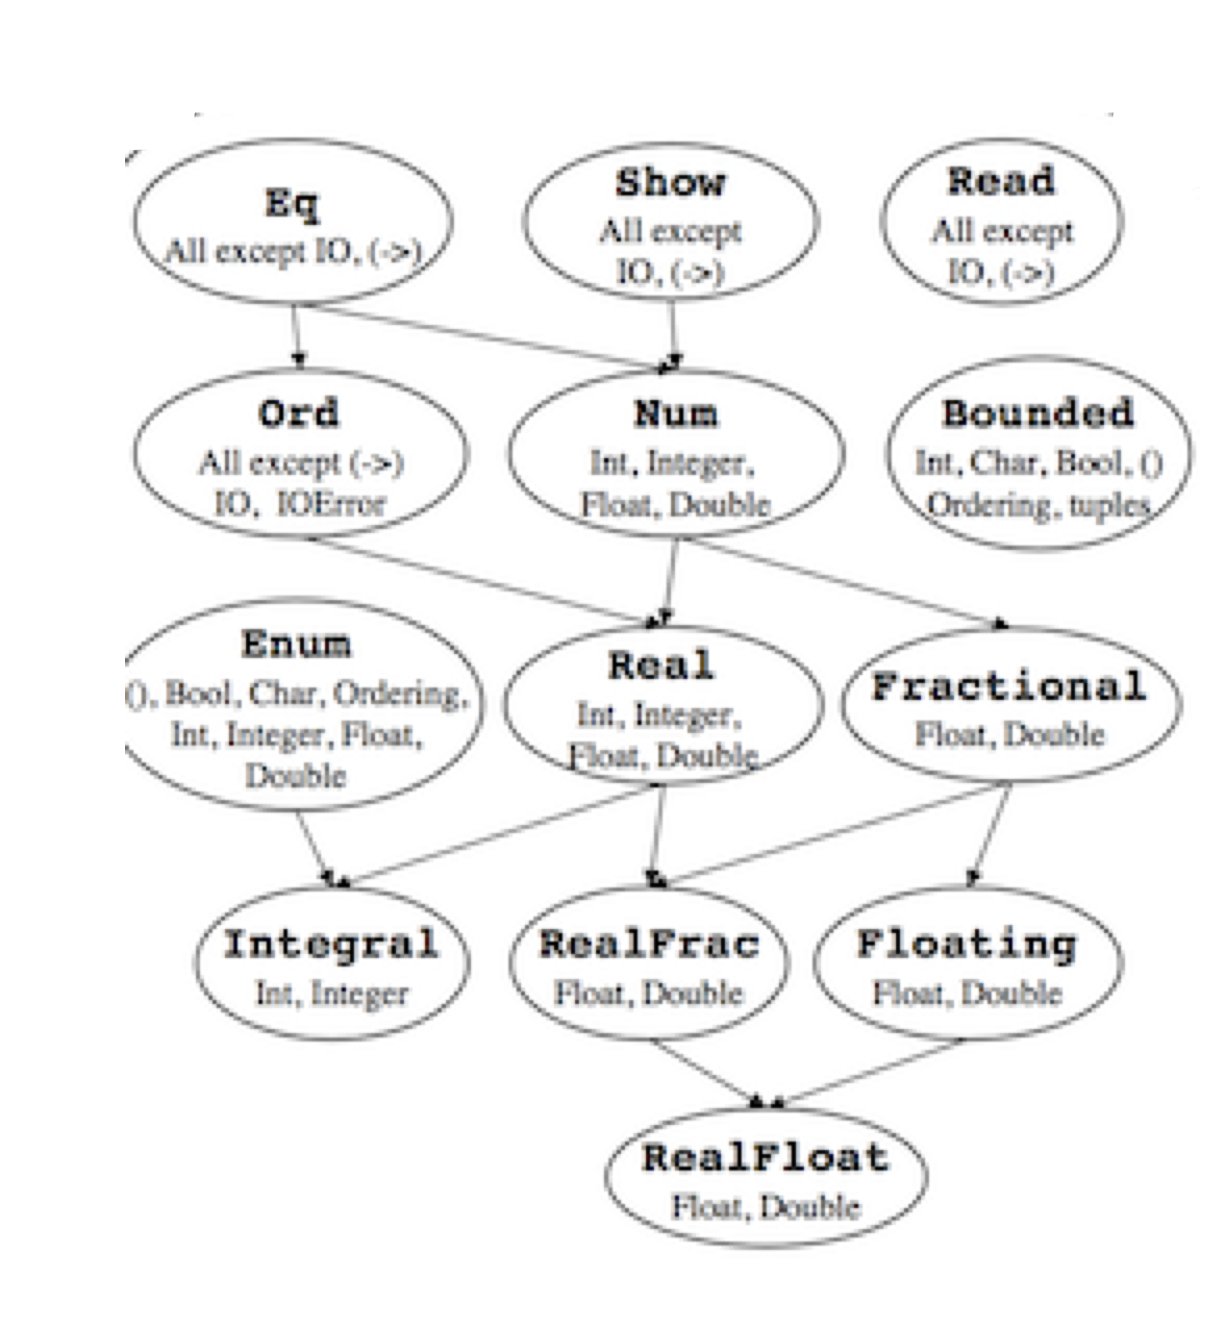 Eq
All except IO, (->)
Show
All except
IO, (->)
Read
All except
IO, (->)
Ord
All except (->)
IO, IOError
Num
Int, Integer,
Float, Double
Bounded
Int, Char, Bool, ()
Ordering, tuples
Enum
(), Bool, Char, Ordering,
Int, Integer, Float,
Double
Real
Int, Integer,
Float, Double
Fractional
Float, Double
Integral
Int, Integer
RealFrac
Float, Double
Floating
Float, Double
RealFloat
Float, Double